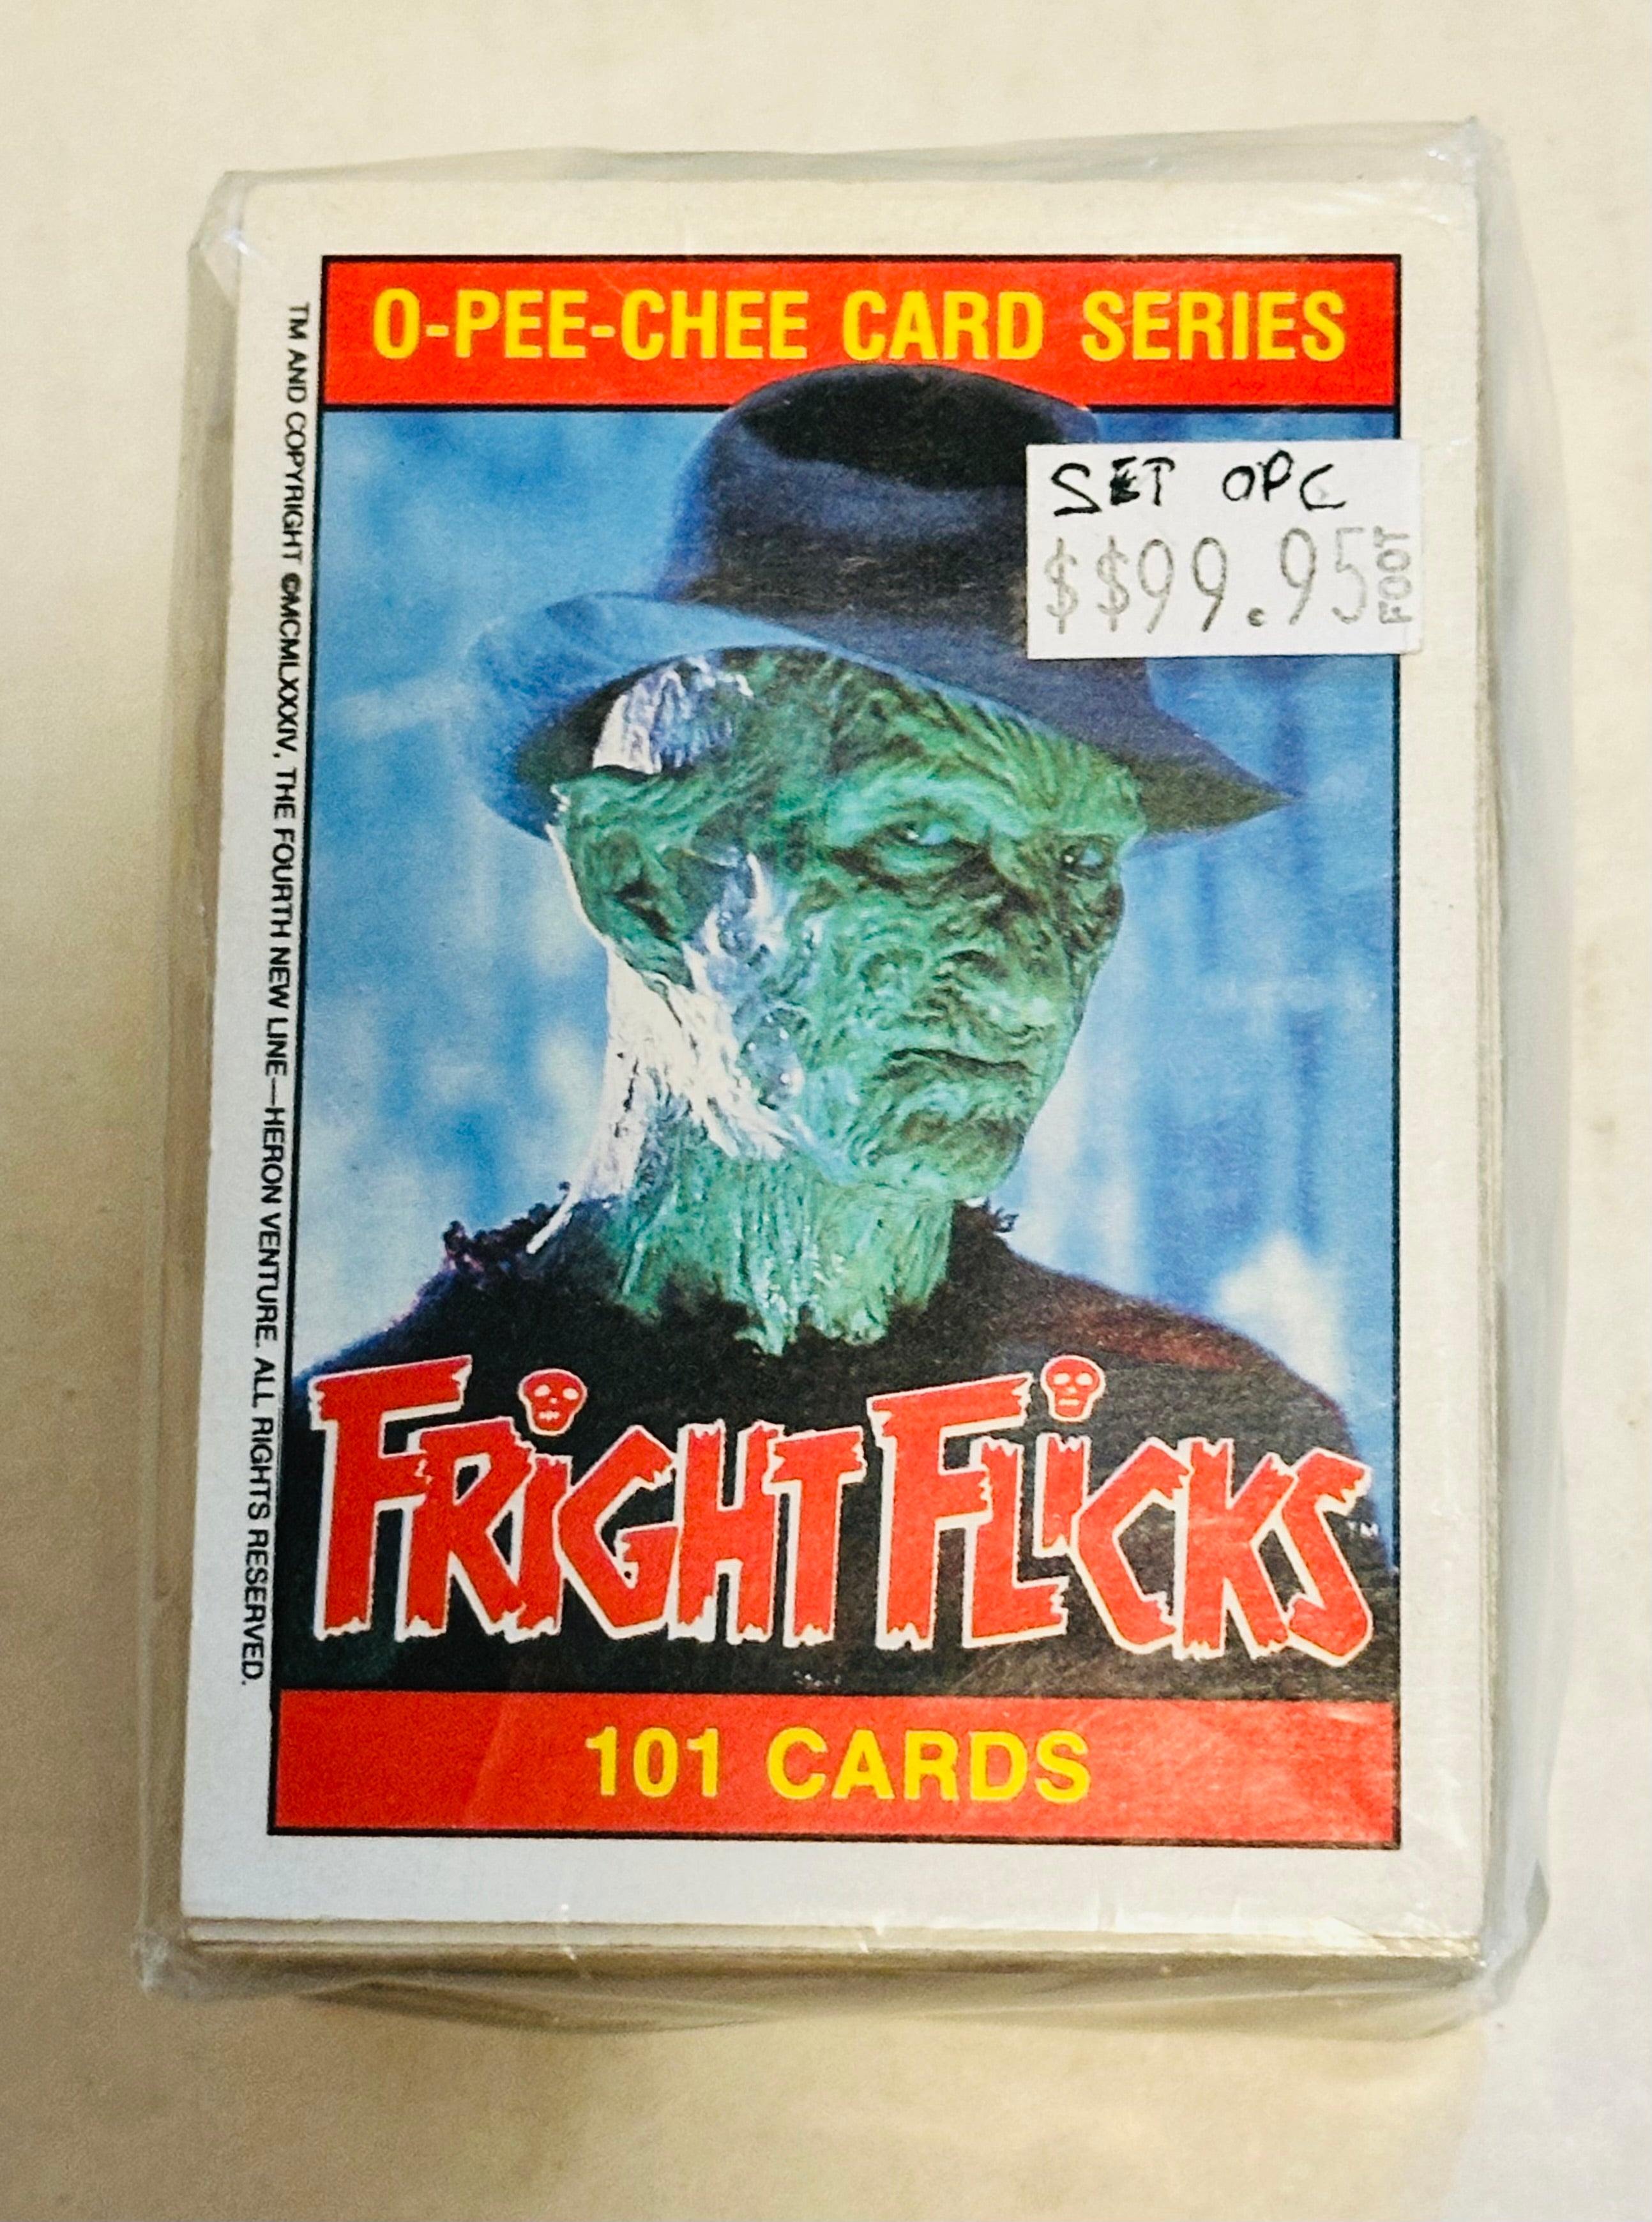 O-PEE-CHEE CARD SERIES
SET OPC
$$99.95
FOOT
TM AND COPYRIGHT ©MCMLXXXIV, THE FOURTH NEW LINE—HERON VENTURE. ALL RIGHTS RESERVED.
FRIGHT FLICKS™
101 CARDS